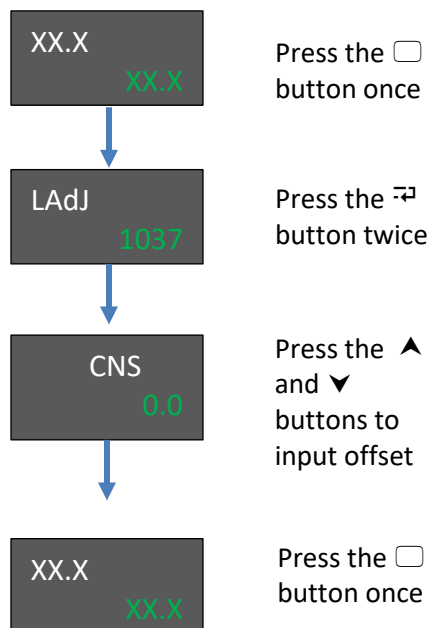 XX.X
XX.X
Press the
button once
LAdJ
1037
Press the
button twice
CNS
0.0
Press the
and
buttons to
input offset
XX.X
XX.X
Press the
button once